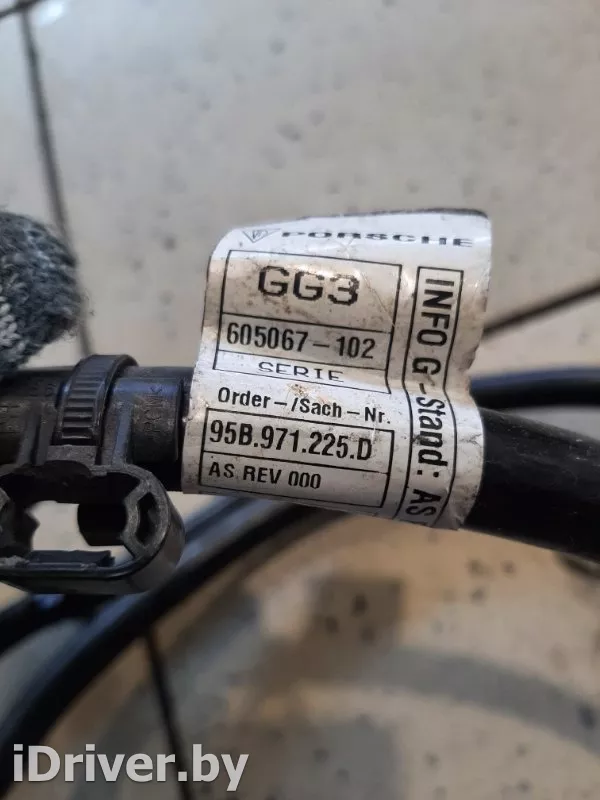 PORSCHE
GG3
605067-102
SERIE
Order-/Sach-Nr.
95B.971.225.D
AS REV 000
INFO G-Stand: AS
iDriver.by